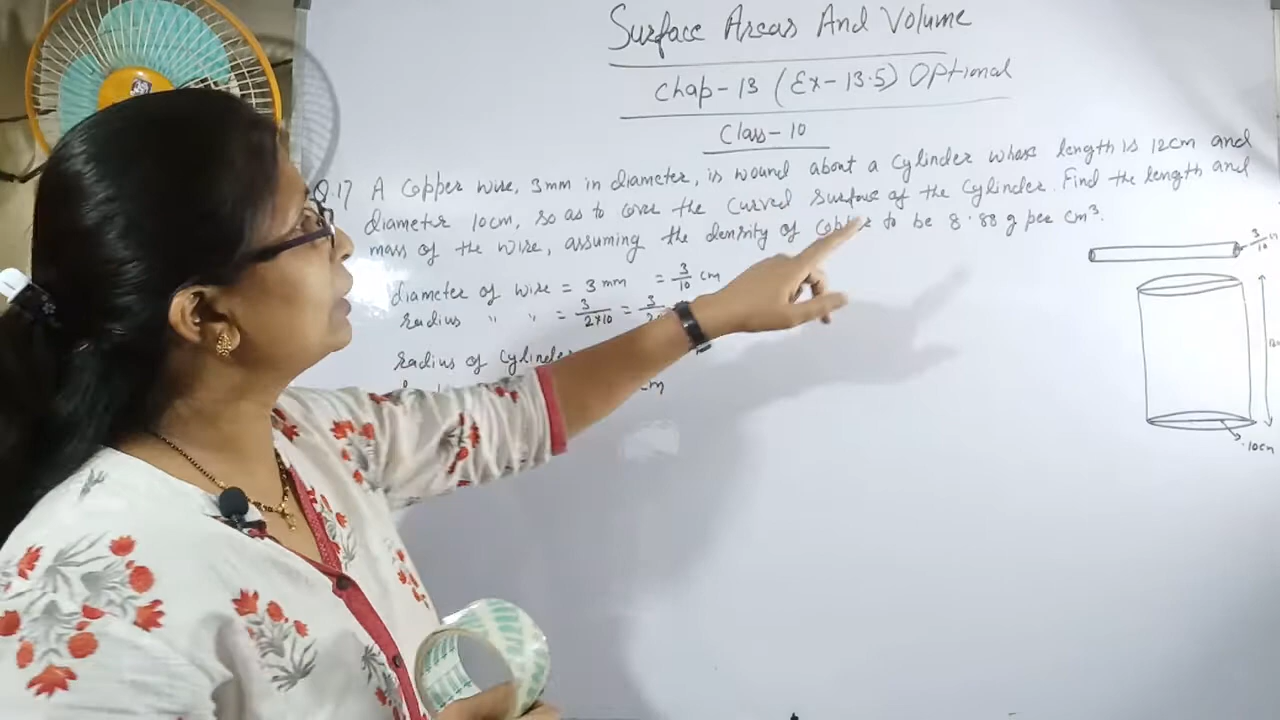 Surface Areas And Volume
Chap-13 (Ex-13.5) Optional
Class-10
Q.17 A Copper wire, 3mm in diameter, is wound about a cylinder whose length is 12cm and
diameter 10cm, so as to cover the curved surface of the cylinder. Find the length and
mass of the wire, assuming the density of copper to be 8.88 g per cm³.
diameter of wire = 3mm = 3/10 cm
radius " " = 3/2×10 = 3/
radius of Cylinder
cm
3/10
10cm